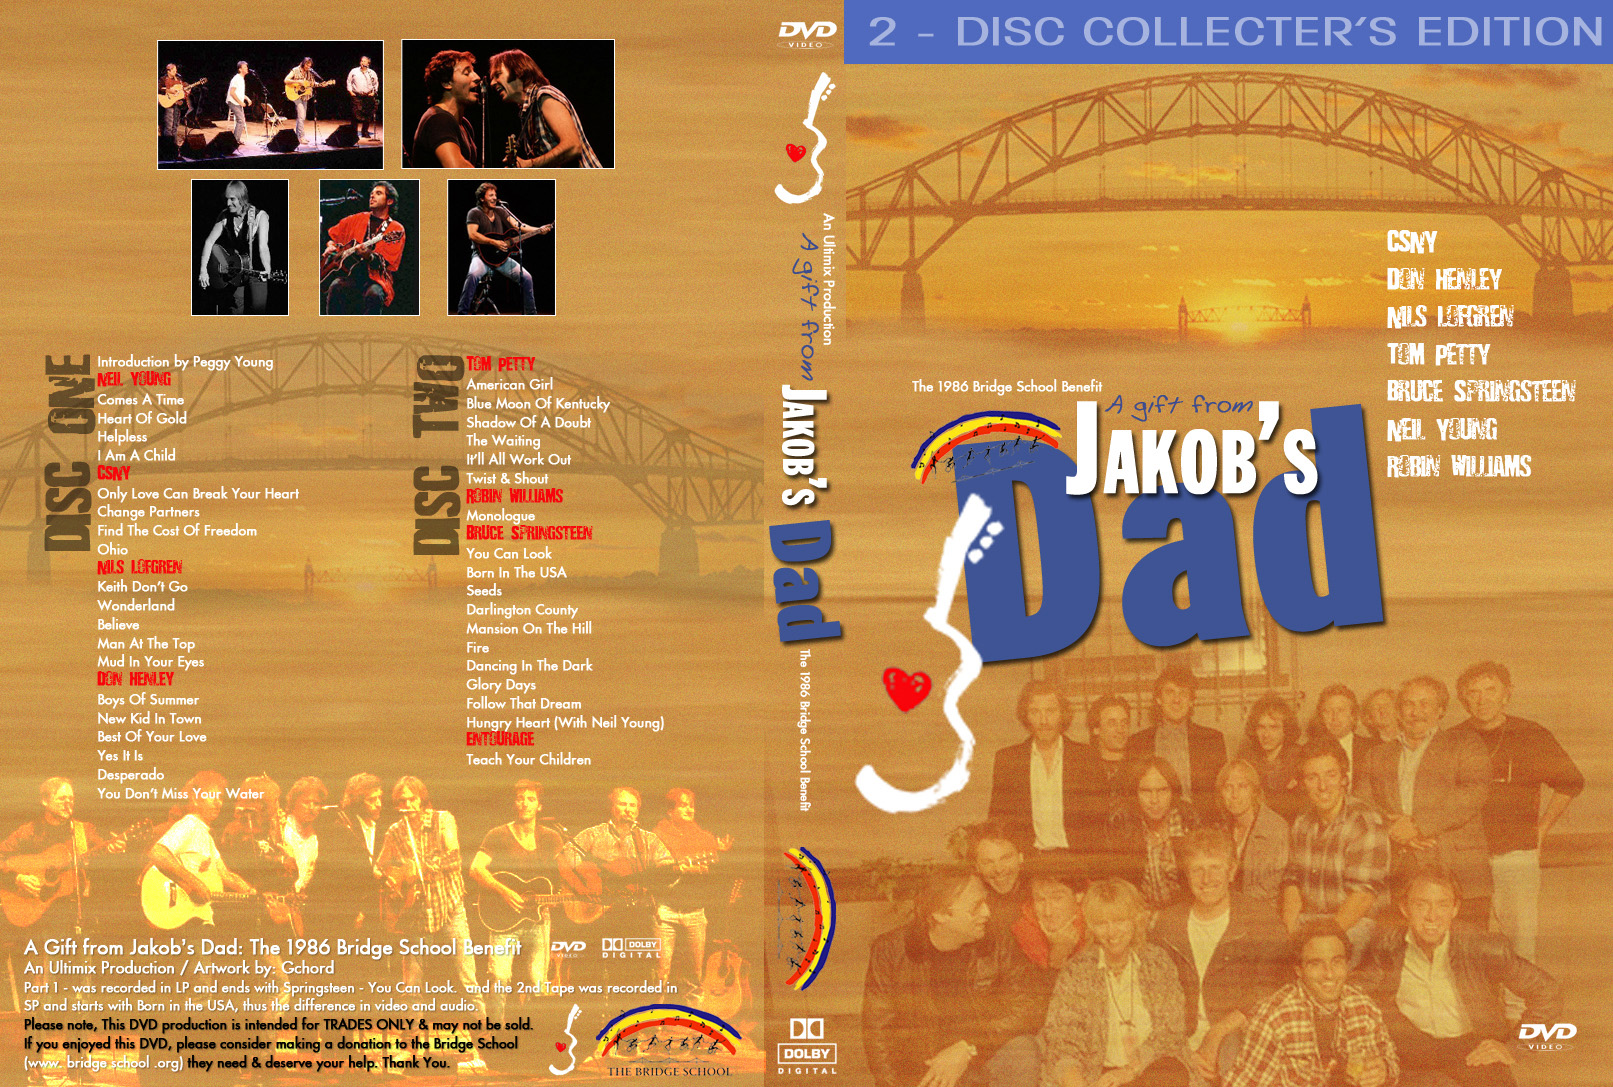 DISC ONE
Introduction by Peggy Young
NEIL YOUNG
Comes A Time
Heart Of Gold
Helpless
I Am A Child
CSNY
Only Love Can Break Your Heart
Change Partners
Find The Cost Of Freedom
Ohio
NILS LOFGREN
Keith Don't Go
Wonderland
Believe
Man At The Top
Mud In Your Eyes
DON HENLEY
Boys Of Summer
New Kid In Town
Best Of Your Love
Yes It Is
Desperado
You Don't Miss Your Water
DISC TWO
TOM PETTY
American Girl
Blue Moon Of Kentucky
Shadow Of A Doubt
The Waiting
It'll All Work Out
Twist & Shout
ROBIN WILLIAMS
Monologue
BRUCE SPRINGSTEEN
You Can Look
Born In The USA
Seeds
Darlington County
Mansion On The Hill
Fire
Dancing In The Dark
Glory Days
Follow That Dream
Hungry Heart (With Neil Young)
ENTOURAGE
Teach Your Children
A Gift from Jakob's Dad: The 1986 Bridge School Benefit
An Ultimix Production / Artwork by: Gchord
Part 1 - was recorded in LP and ends with Springsteen - You Can Look. and the 2nd Tape was recorded in
SP and starts with Born in the USA, thus the difference in video and audio.
Please note, This DVD production is intended for TRADES ONLY & may not be sold.
If you enjoyed this DVD, please consider making a donation to the Bridge School
(www. bridge school .org) they need & deserve your help. Thank You.
DVD
VIDEO
DOLBY
DIGITAL
THE BRIDGE SCHOOL
DVD
VIDEO
An Ultimix Production
A gift from
JAKOB'S
Dad
The 1986 Bridge School Benefit
DOLBY
DIGITAL
2 - DISC COLLECTER'S EDITION
CSNY
DON HENLEY
NILS LOFGREN
TOM PETTY
BRUCE SPRINGSTEEN
NEIL YOUNG
ROBIN WILLIAMS
The 1986 Bridge School Benefit
A gift from
JAKOB'S
Dad
DVD
VIDEO